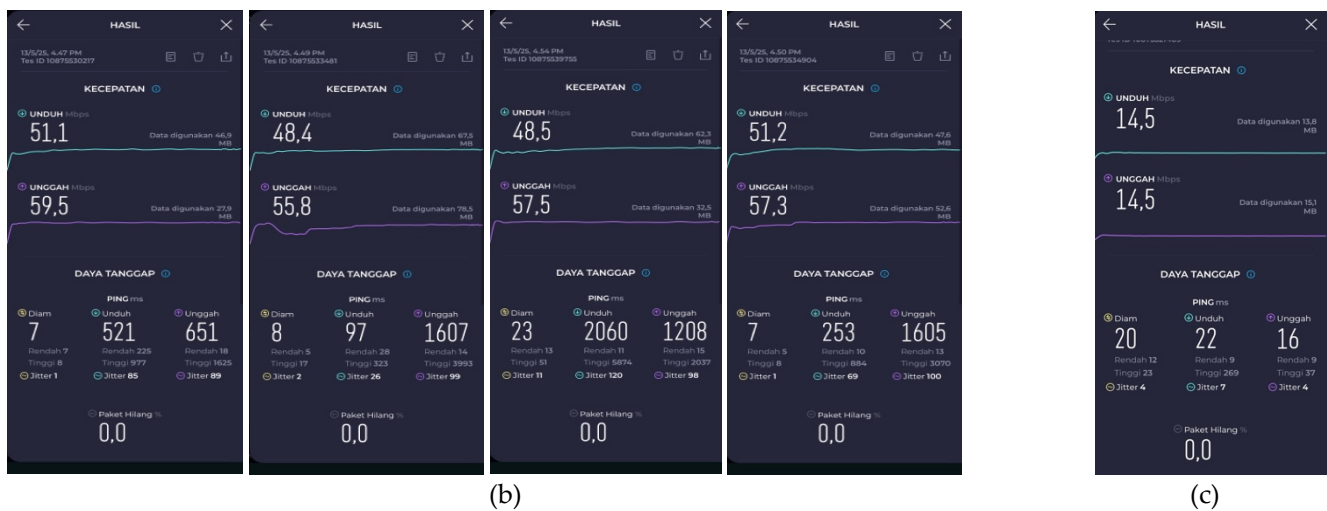 HASIL
13/5/25, 4.47 PM
Tes ID 10875530217
KECEPATAN
UNDUH Mbps
51,1
Data digunakan 46,9
MB
UNGGAH Mbps
59,5
Data digunakan 27,9
MB
DAYA TANGGAP
PING ms
Diam Unduh Unggah
7 521 651
Rendah 7 Rendah 225 Rendah 18
Tinggi 8 Tinggi 977 Tinggi 1625
Jitter 1 Jitter 85 Jitter 89
Paket Hilang %
0,0
HASIL
13/5/25, 4.49 PM
Tes ID 10875533481
KECEPATAN
UNDUH Mbps
48,4
Data digunakan 67,5
MB
UNGGAH Mbps
55,8
Data digunakan 78,5
MB
DAYA TANGGAP
PING ms
Diam Unduh Unggah
8 97 1607
Rendah 5 Rendah 28 Rendah 14
Tinggi 17 Tinggi 323 Tinggi 3993
Jitter 2 Jitter 26 Jitter 99
Paket Hilang %
0,0
HASIL
13/5/25, 4.54 PM
Tes ID 10875539755
KECEPATAN
UNDUH Mbps
48,5
Data digunakan 62,3
MB
UNGGAH Mbps
57,5
Data digunakan 32,5
MB
DAYA TANGGAP
PING ms
Diam Unduh Unggah
23 2060 1208
Rendah 13 Rendah 11 Rendah 15
Tinggi 51 Tinggi 5874 Tinggi 2037
Jitter 11 Jitter 120 Jitter 98
Paket Hilang %
0,0
HASIL
13/5/25, 4.50 PM
Tes ID 10875534904
KECEPATAN
UNDUH Mbps
51,2
Data digunakan 47,6
MB
UNGGAH Mbps
57,3
Data digunakan 52,6
MB
DAYA TANGGAP
PING ms
Diam Unduh Unggah
7 253 1605
Rendah 5 Rendah 10 Rendah 13
Tinggi 8 Tinggi 884 Tinggi 3070
Jitter 1 Jitter 69 Jitter 100
Paket Hilang %
0,0
(b)
HASIL
KECEPATAN
UNDUH Mbps
14,5
Data digunakan 13,8
MB
UNGGAH Mbps
14,5
Data digunakan 15,1
MB
DAYA TANGGAP
PING ms
Diam Unduh Unggah
20 22 16
Rendah 12 Rendah 9 Rendah 9
Tinggi 23 Tinggi 269 Tinggi 37
Jitter 4 Jitter 7 Jitter 4
Paket Hilang %
0,0
(c)